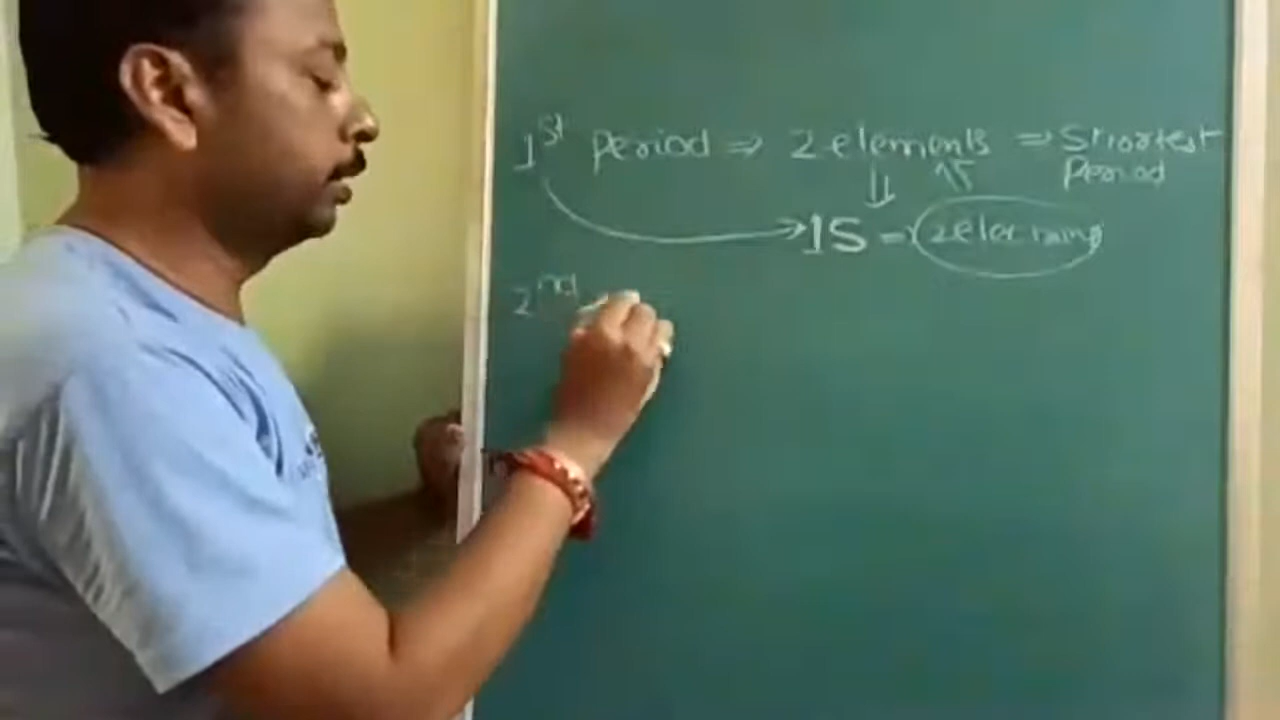 1st Period ⇒ 2 elements ⇒ Shortest
Period
1S ⇒ 2 electrons
2nd